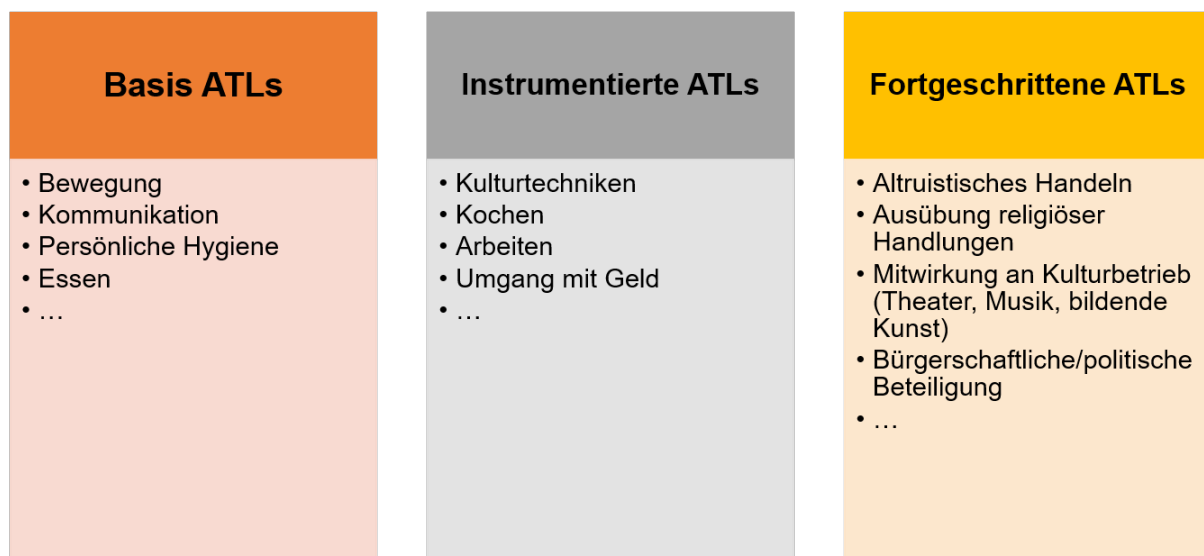 Basis ATLs
• Bewegung
• Kommunikation
• Persönliche Hygiene
• Essen
• …
Instrumentierte ATLs
• Kulturtechniken
• Kochen
• Arbeiten
• Umgang mit Geld
• …
Fortgeschrittene ATLs
• Altruistisches Handeln
• Ausübung religiöser
Handlungen
• Mitwirkung an Kulturbetrieb
(Theater, Musik, bildende
Kunst)
• Bürgerschaftliche/politische
Beteiligung
• …